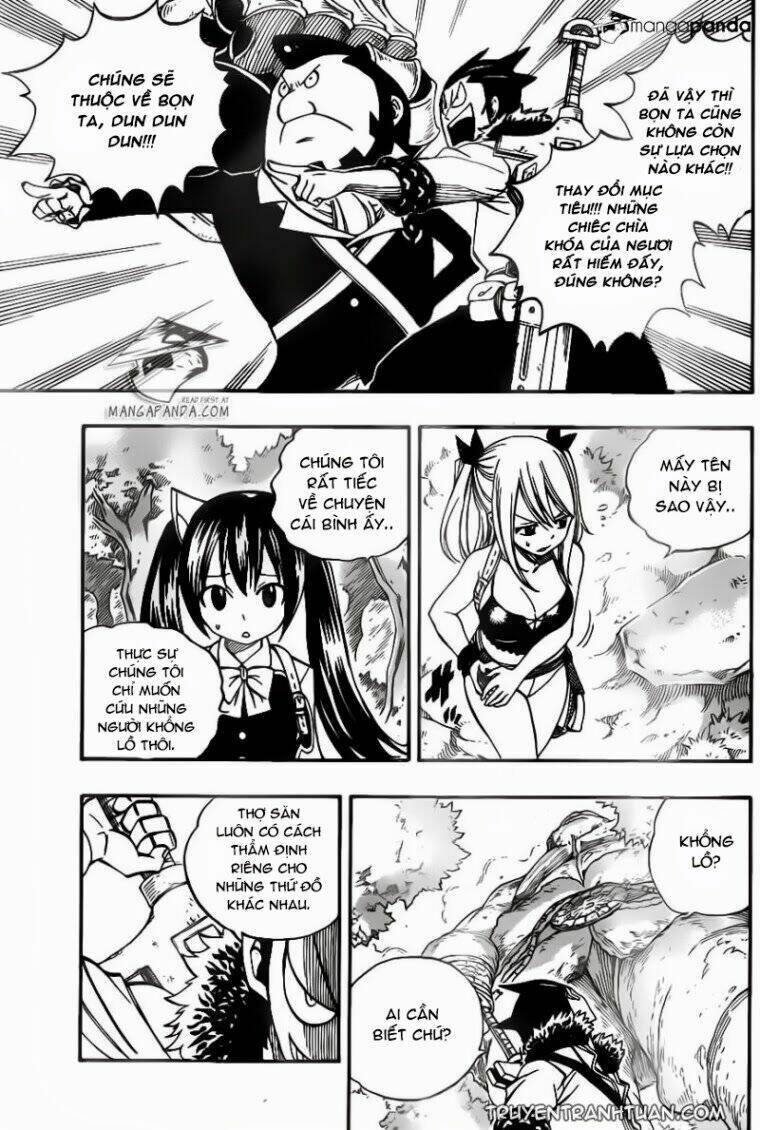 mangapanda
ĐÃ VẬY THÌ
BỌN TA CŨNG
KHÔNG CÒN
SỰ LỰA CHỌN
NÀO KHÁC!!
THAY ĐỔI MỤC
TIÊU!!! NHỮNG
CHIẾC CHÌA
KHÓA CỦA NGƯƠI
RẤT HIẾM ĐẤY,
ĐÚNG KHÔNG?
CHÚNG SẼ
THUỘC VỀ BỌN
TA, DUN DUN
DUN!!!
READ FIRST AT
MANGAPANDA.COM
MẤY TÊN
NÀY BỊ
SAO VẬY..
CHÚNG TÔI
RẤT TIẾC
VỀ CHUYỆN
CÁI BÌNH ẤY..
THỰC SỰ
CHÚNG TÔI
CHỈ MUỐN
CỨU NHỮNG
NGƯỜI KHỔNG
LỒ THÔI.
KHỔNG
LỒ?
AI CẦN
BIẾT CHỨ?
THỢ SĂN
LUÔN CÓ CÁCH
THẨM ĐỊNH
RIÊNG CHO
NHỮNG THỨ ĐỒ
KHÁC NHAU.
TRUYENTRANHTUAN.COM